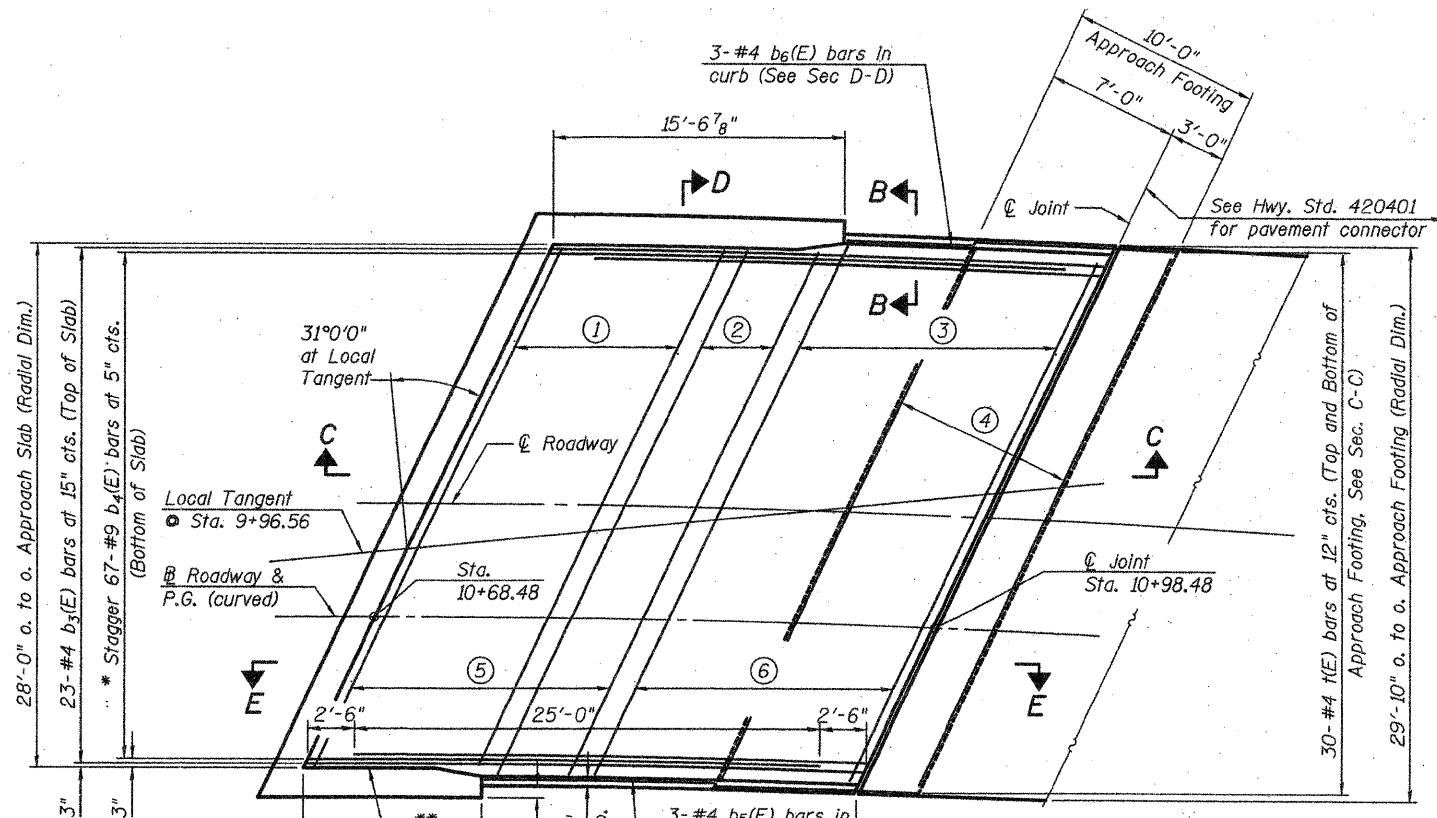 10'-0"
Approach Footing
7'-0"
3'-0"
3-#4 b6(E) bars in
curb (See Sec D-D)
15'-6 7/8"
D
B
℄ Joint
See Hwy. Std. 420401
for pavement connector
B
1
2
3
4
31°0'0"
at Local
Tangent
C
℄ Roadway
C
Local Tangent
@ Sta. 9+96.56
℄ Joint
Sta. 10+98.48
Sta.
10+68.48
B̲L Roadway &
P.G. (curved)
E
5
6
E
2'-6"
25'-0"
2'-6"
28'-0" o. to o. Approach Slab (Radial Dim.)
23-#4 b3(E) bars at 15" cts. (Top of Slab)
* Stagger 67-#9 b4(E) bars at 5" cts.
(Bottom of Slab)
30-#4 t(E) bars at 12" cts. (Top and Bottom of
Approach Footing, See Sec. C-C)
29'-10" o. to o. Approach Footing (Radial Dim.)
3"
3"
**
3-#4 b5(E) bars in